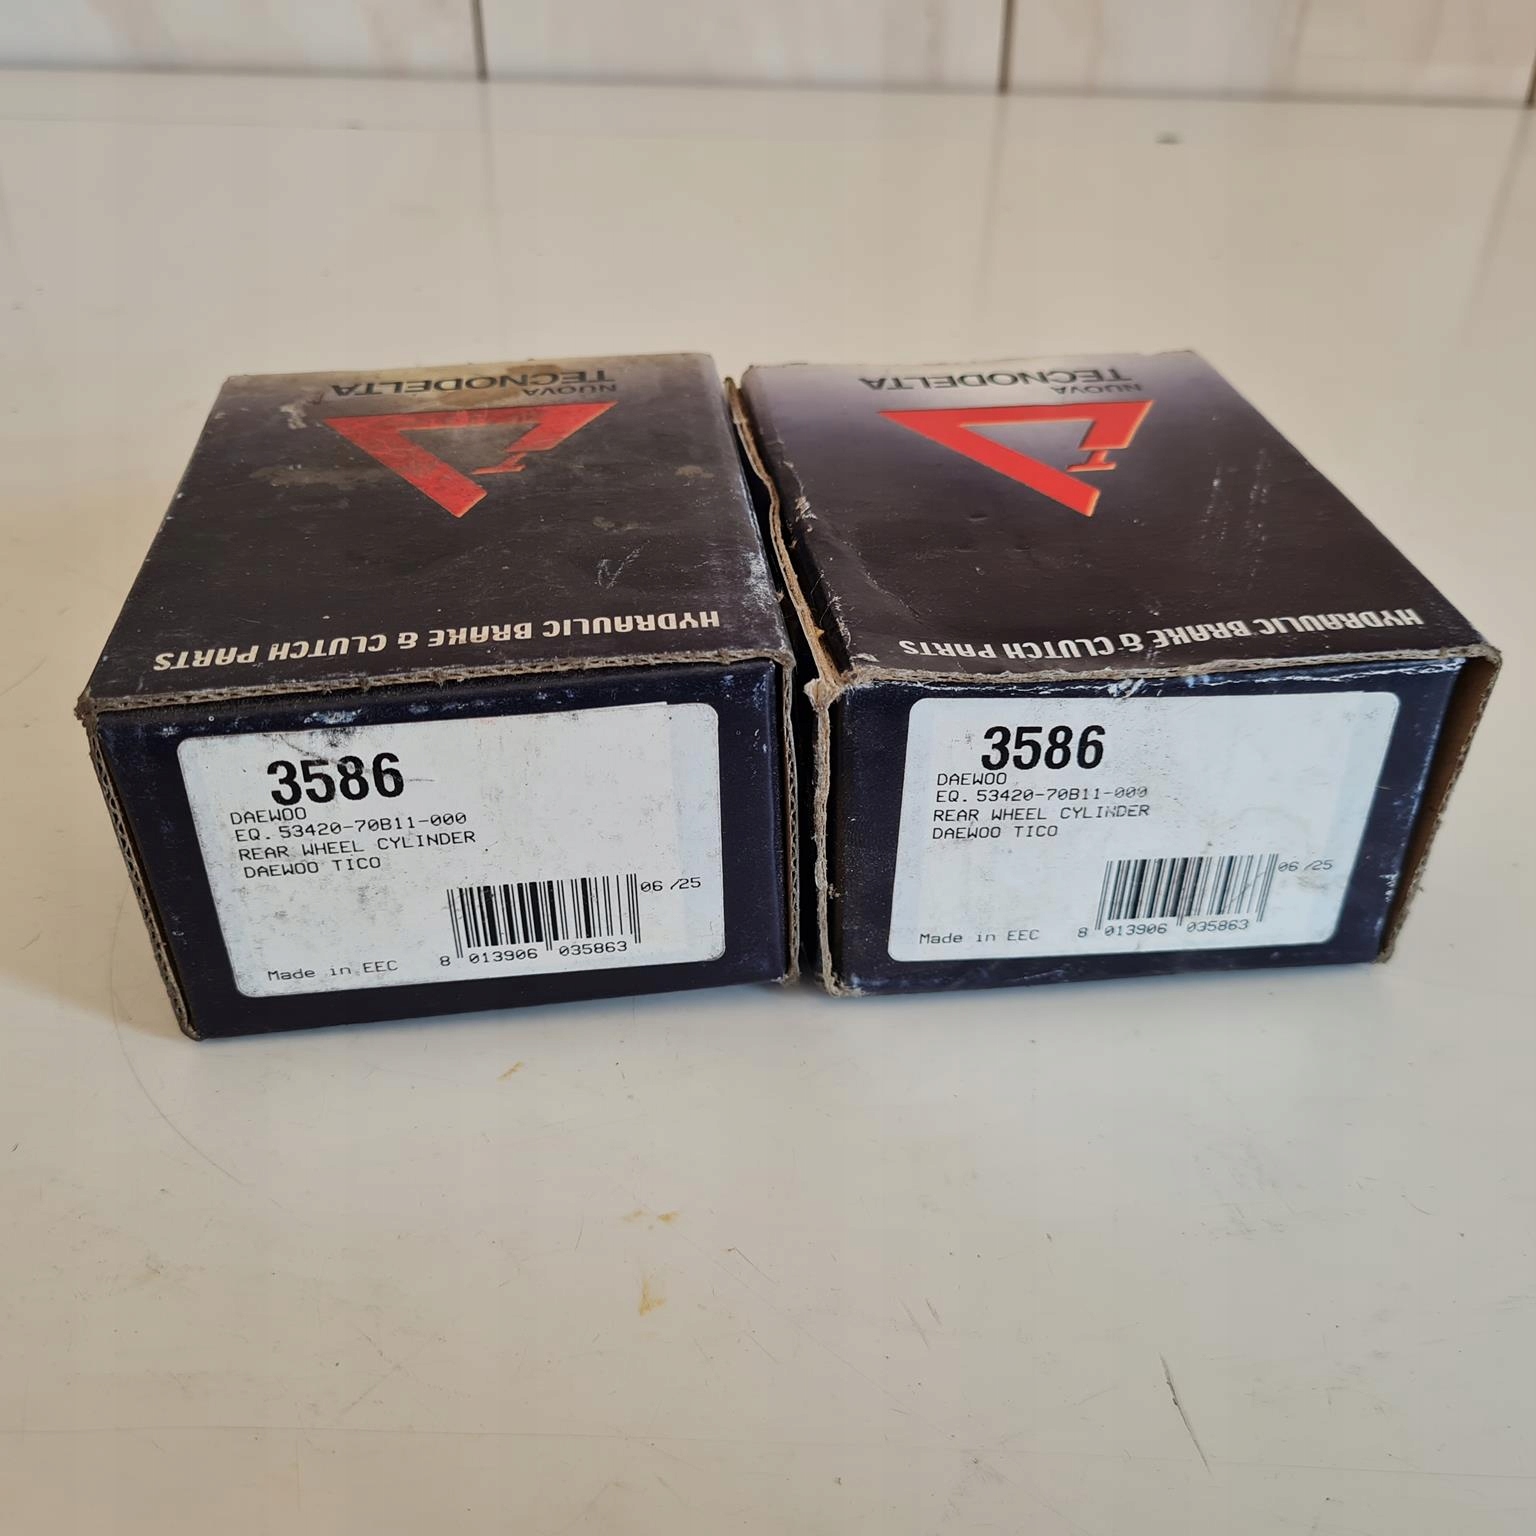 NUOVA
TECNODELTA
T
HYDRAULIC BRAKE & CLUTCH PARTS
3586
DAEWOO
EQ. 53420-70B11-000
REAR WHEEL CYLINDER
DAEWOO TICO
06 /25
Made in EEC
8 013906 035863
NUOVA
TECNODELTA
T
HYDRAULIC BRAKE & CLUTCH PARTS
3586
DAEWOO
EQ. 53420-70B11-000
REAR WHEEL CYLINDER
DAEWOO TICO
06 /25
Made in EEC
8 013906 035863